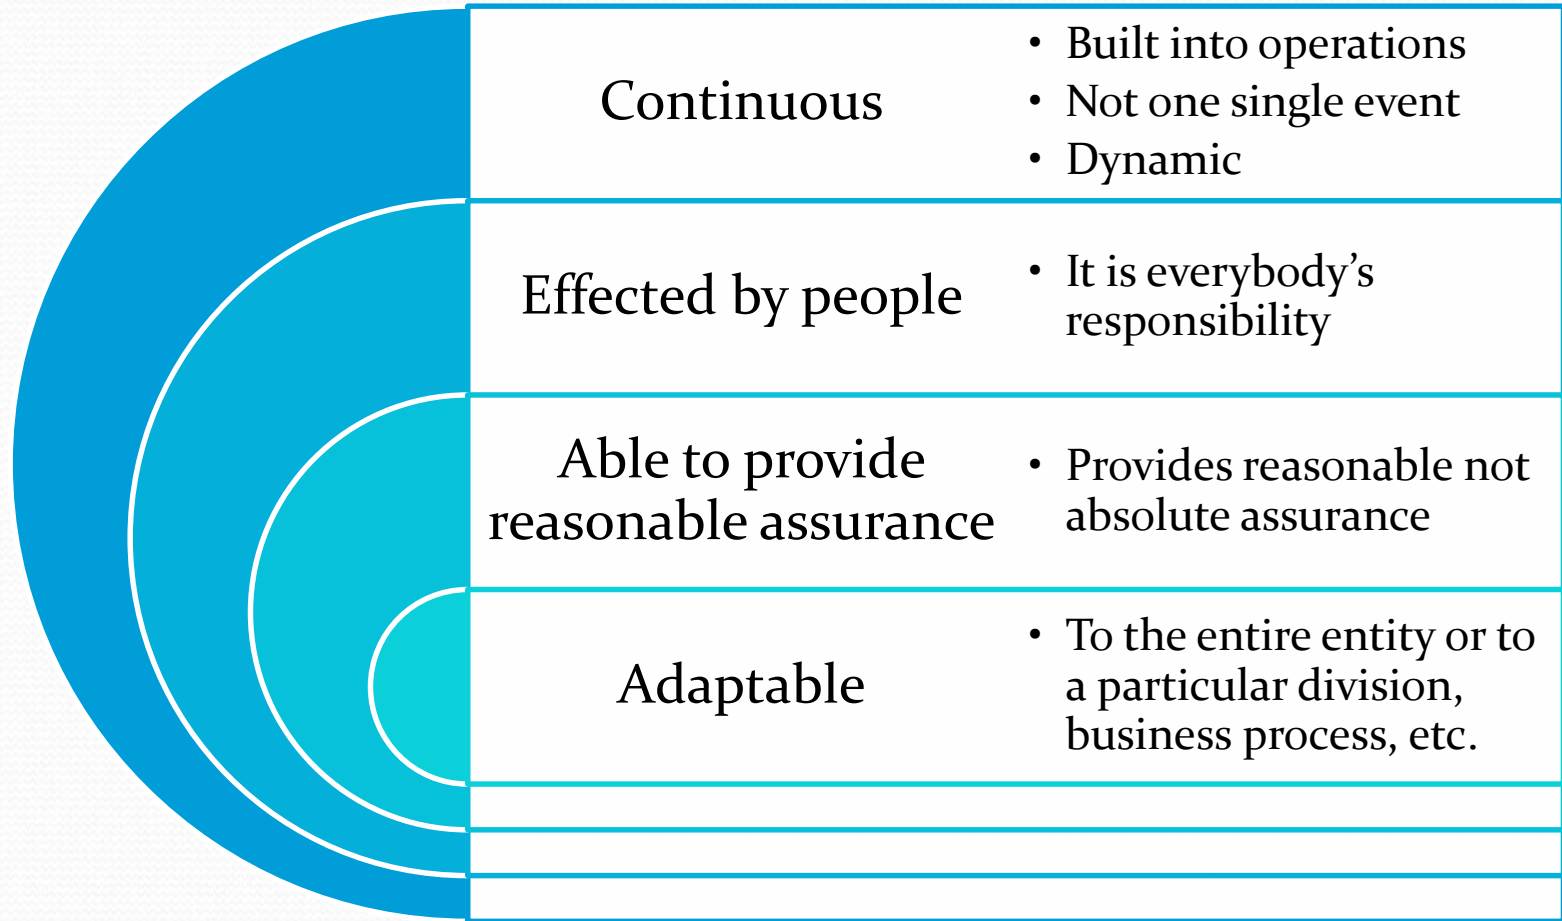 Continuous
• Built into operations
• Not one single event
• Dynamic
Effected by people
• It is everybody’s
responsibility
Able to provide
reasonable assurance
• Provides reasonable not
absolute assurance
Adaptable
• To the entire entity or to
a particular division,
business process, etc.